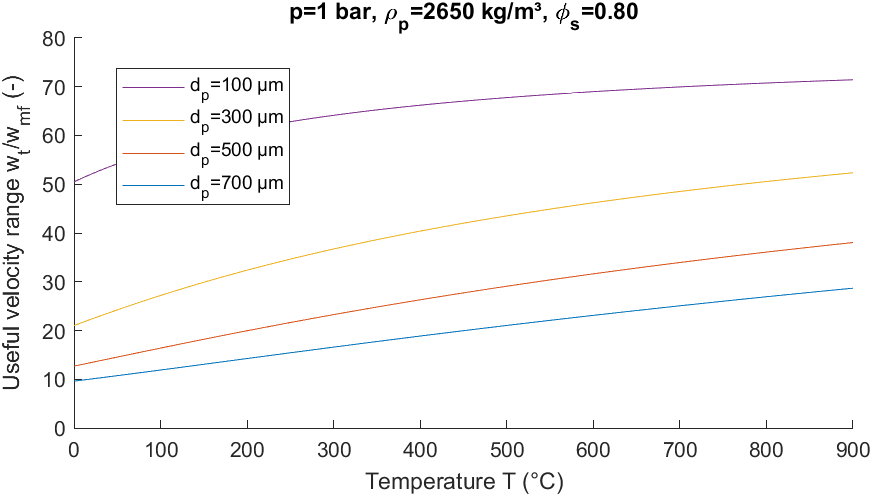 p=1 bar, ρp=2650 kg/m³, ϕs=0.80
Useful velocity range wt/wmf (-)
80
70
60
50
40
30
20
10
0
dp=100 µm
dp=300 µm
dp=500 µm
dp=700 µm
0 100 200 300 400 500 600 700 800 900
Temperature T (°C)